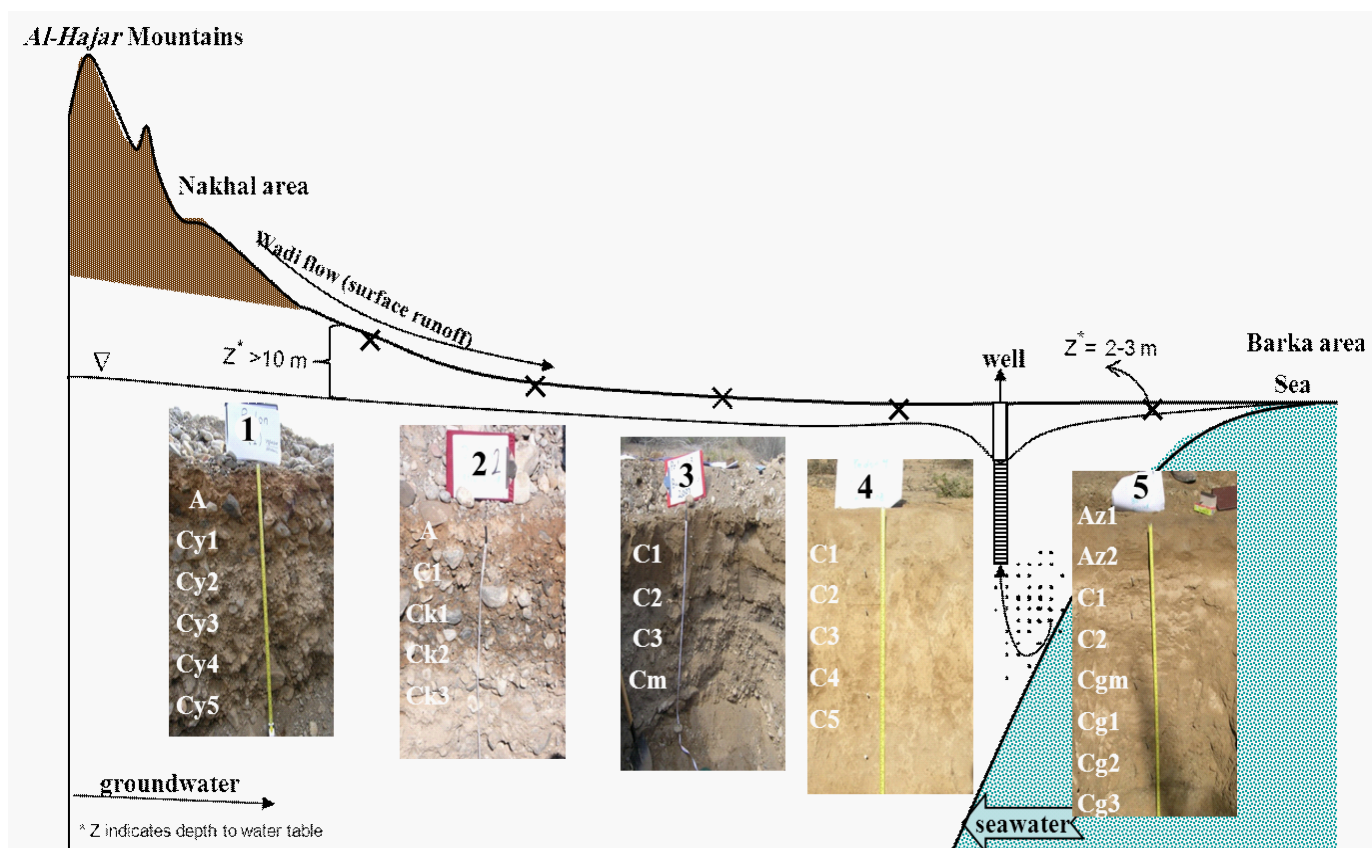 Al-Hajar Mountains
Nakhal area
Wadi flow (surface runoff)
Z* >10 m
∇
well
Z* = 2-3 m
Barka area
Sea
1
A
Cy1
Cy2
Cy3
Cy4
Cy5
2
A
C1
Ck1
Ck2
Ck3
3
C1
C2
C3
Cm
4
C1
C2
C3
C4
C5
5
Az1
Az2
C1
C2
Cgm
Cg1
Cg2
Cg3
groundwater
seawater
* Z indicates depth to water table